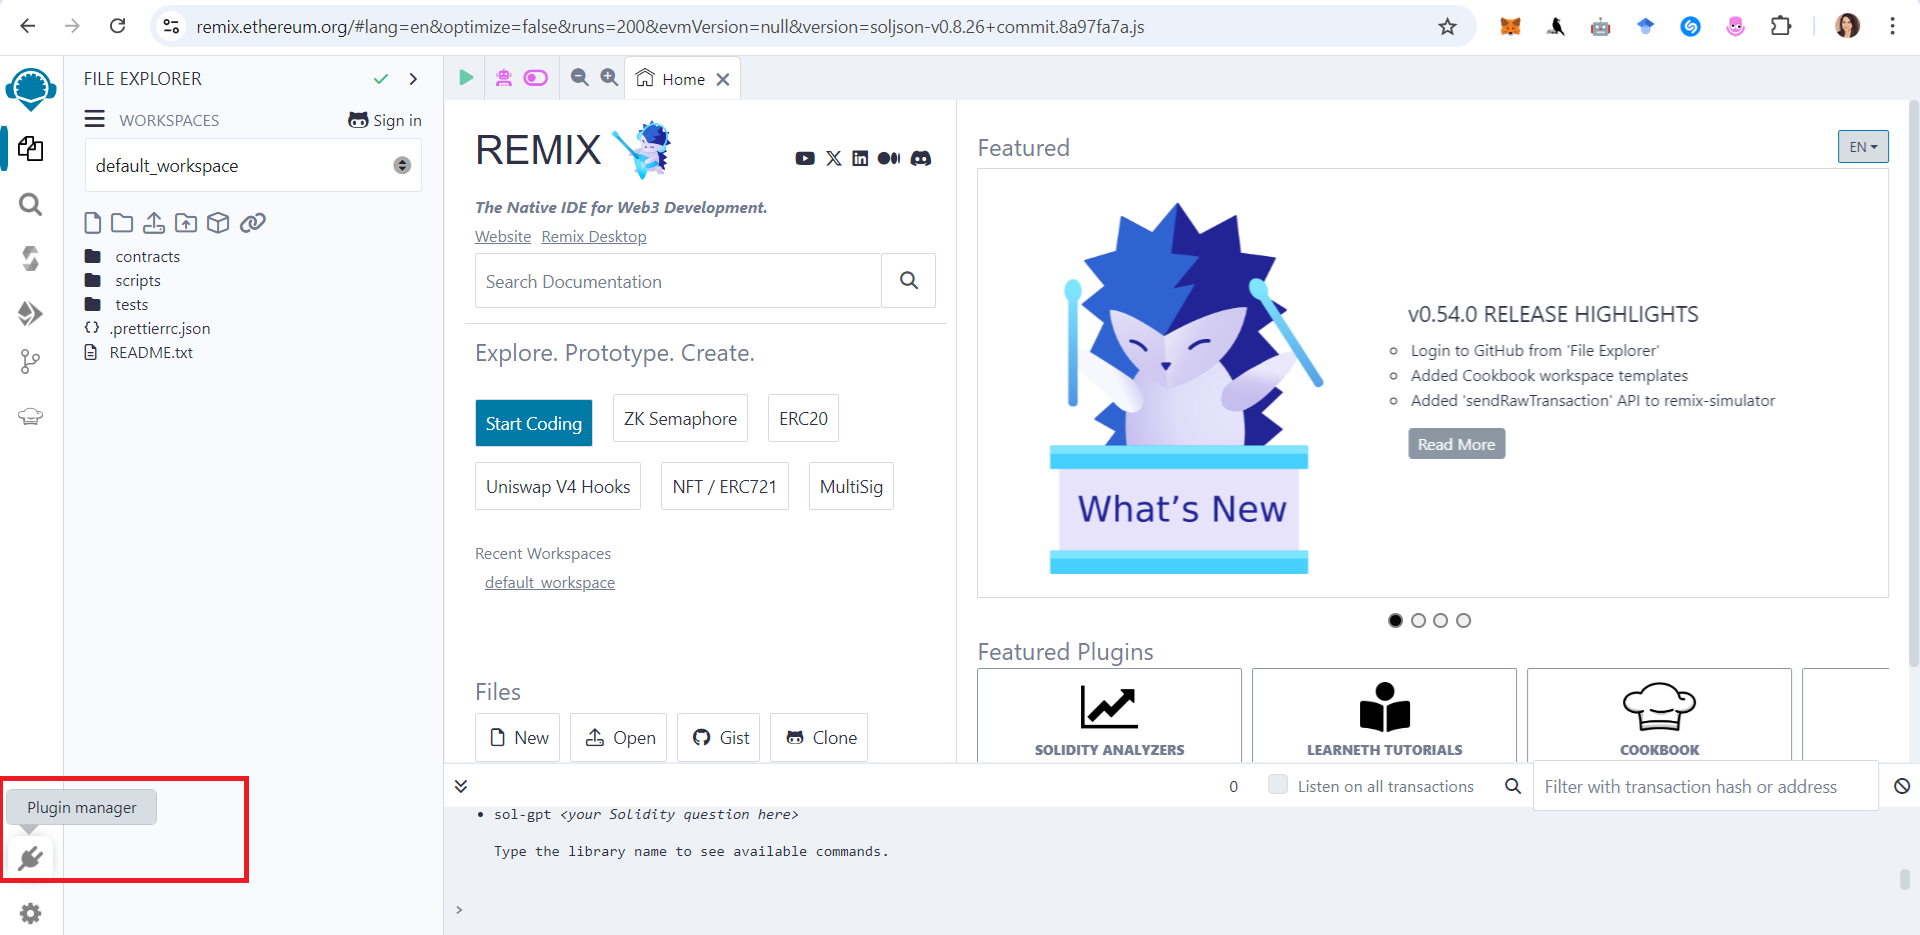 remix.ethereum.org/#lang=en&optimize=false&runs=200&evmVersion=null&version=soljson-v0.8.26+commit.8a97fa7a.js
FILE EXPLORER
WORKSPACES
Sign in
default_workspace
contracts
scripts
tests
.prettierrc.json
README.txt
Plugin manager
Home
REMIX
The Native IDE for Web3 Development.
Website Remix Desktop
Search Documentation
Explore. Prototype. Create.
Start Coding ZK Semaphore ERC20
Uniswap V4 Hooks NFT / ERC721 MultiSig
Recent Workspaces
default_workspace
Files
New Open Gist Clone
Featured
EN
What's New
v0.54.0 RELEASE HIGHLIGHTS
Login to GitHub from 'File Explorer'
Added Cookbook workspace templates
Added 'sendRawTransaction' API to remix-simulator
Read More
Featured Plugins
SOLIDITY ANALYZERS LEARNETH TUTORIALS COOKBOOK
0 Listen on all transactions Filter with transaction hash or address
• sol-gpt <your Solidity question here>
Type the library name to see available commands.
>